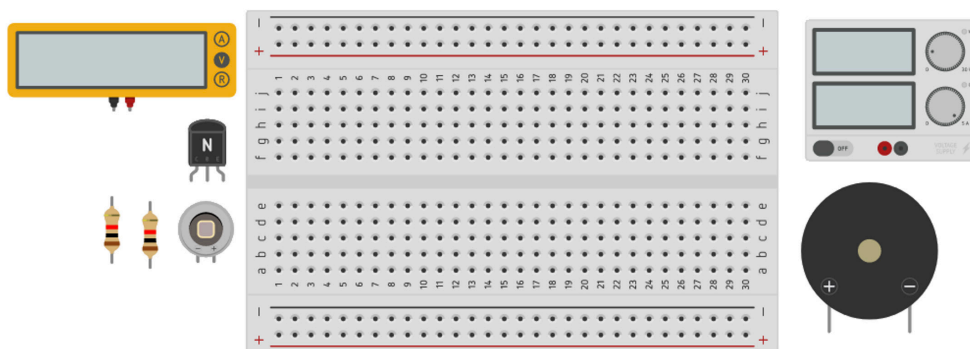 A
V
R
N
− +
− −
+ +
1 2 3 4 5 6 7 8 9 10 11 12 13 14 15 16 17 18 19 20 21 22 23 24 25 26 27 28 29 30
j j
i i
h h
g g
f f
e e
d d
c c
b b
a a
1 2 3 4 5 6 7 8 9 10 11 12 13 14 15 16 17 18 19 20 21 22 23 24 25 26 27 28 29 30
− −
+ +
OFF
VOLTAGE
SUPPLY
+ −